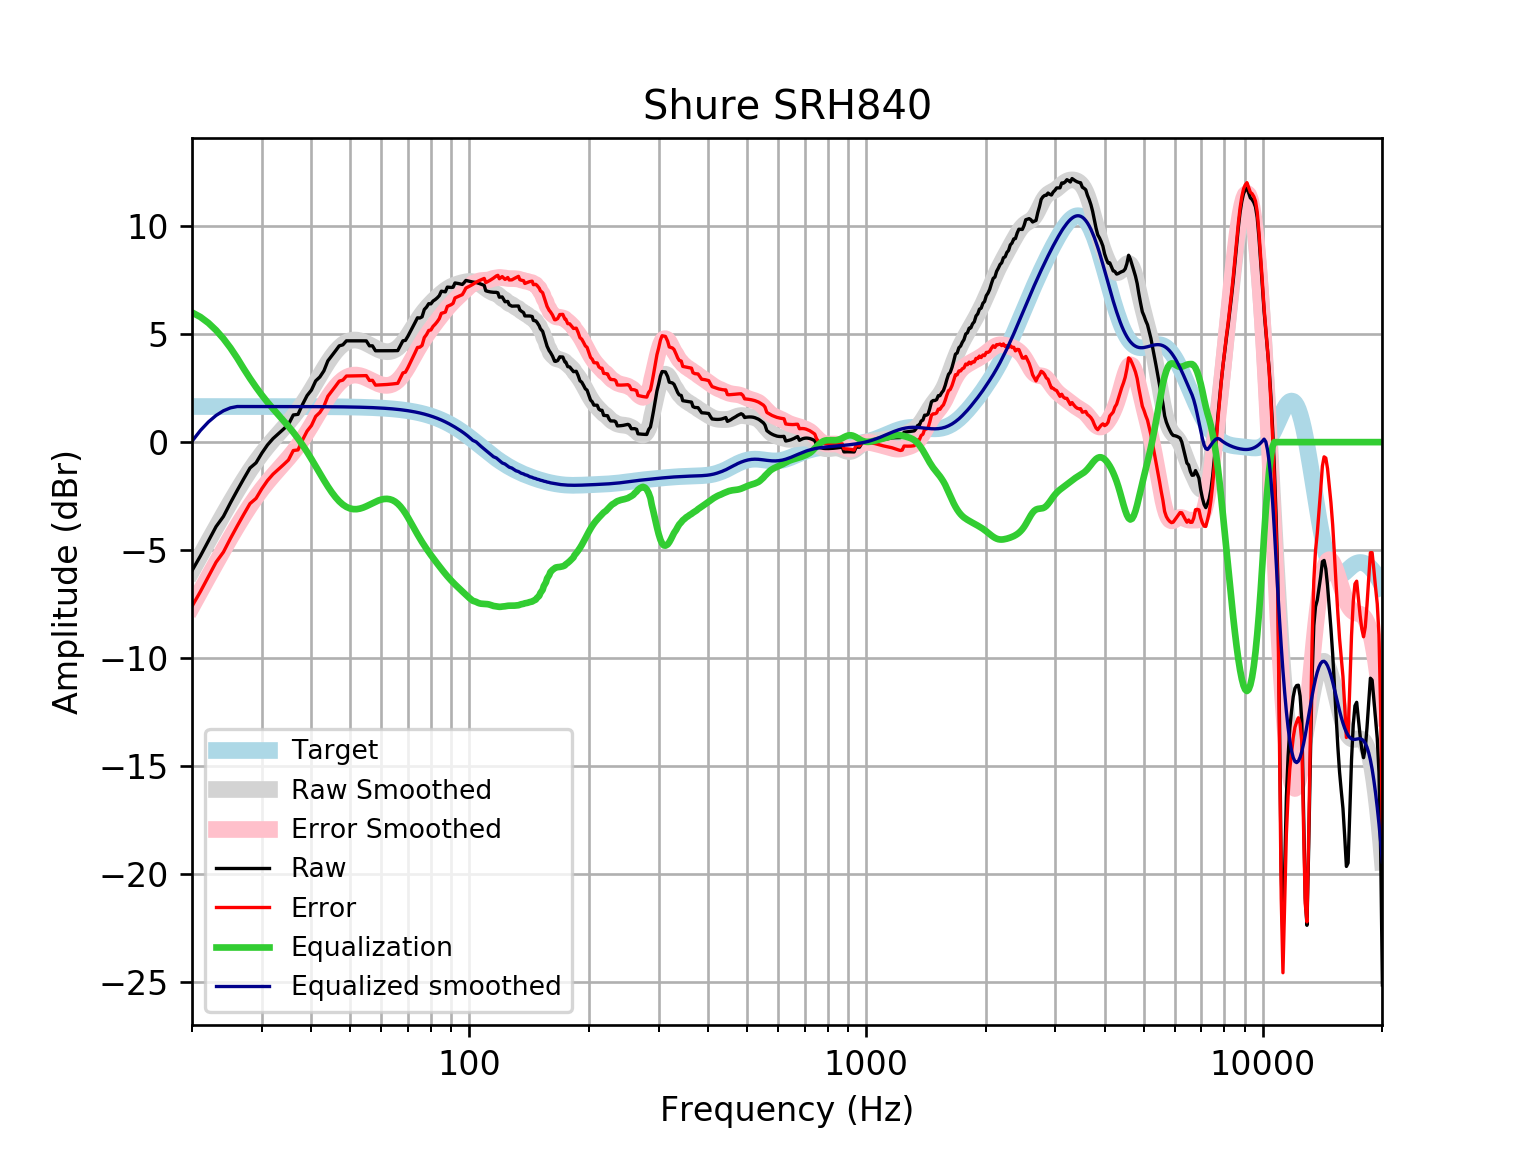 Shure SRH840
Amplitude (dBr)
10
5
0
−5
−10
−15
−20
−25
Target
Raw Smoothed
Error Smoothed
Raw
Error
Equalization
Equalized smoothed
100
1000
10000
Frequency (Hz)